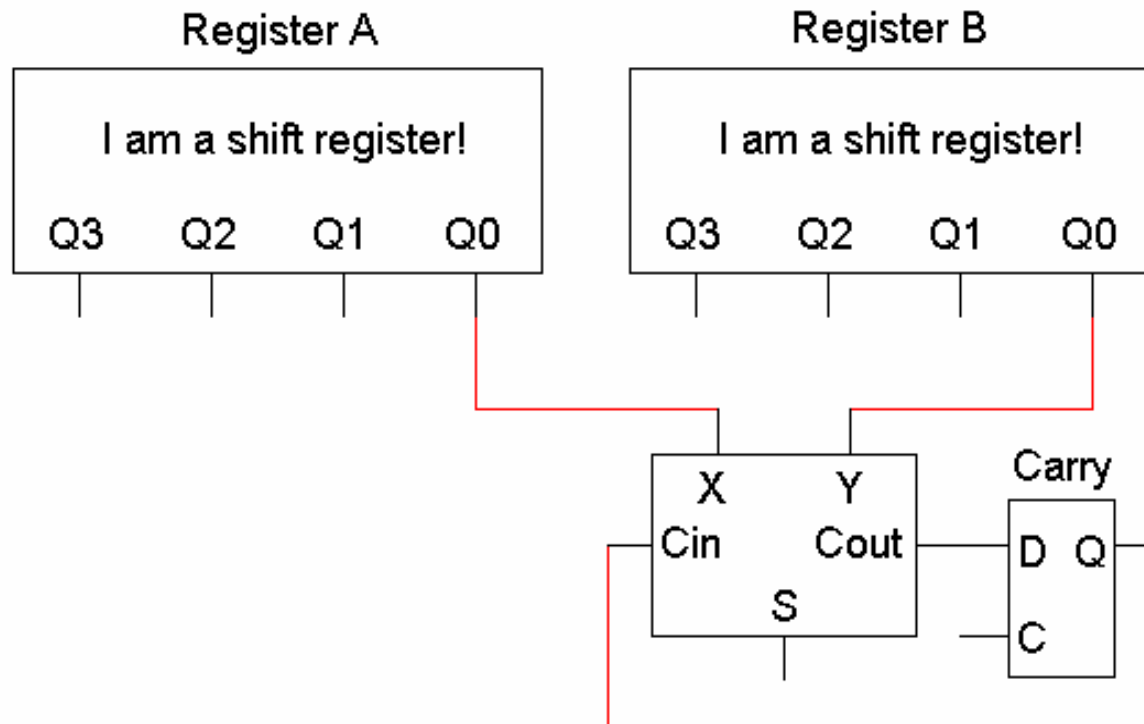 Register A
Register B
I am a shift register!
I am a shift register!
Q3 Q2 Q1 Q0
Q3 Q2 Q1 Q0
X Y
Carry
Cin Cout
D Q
S
C